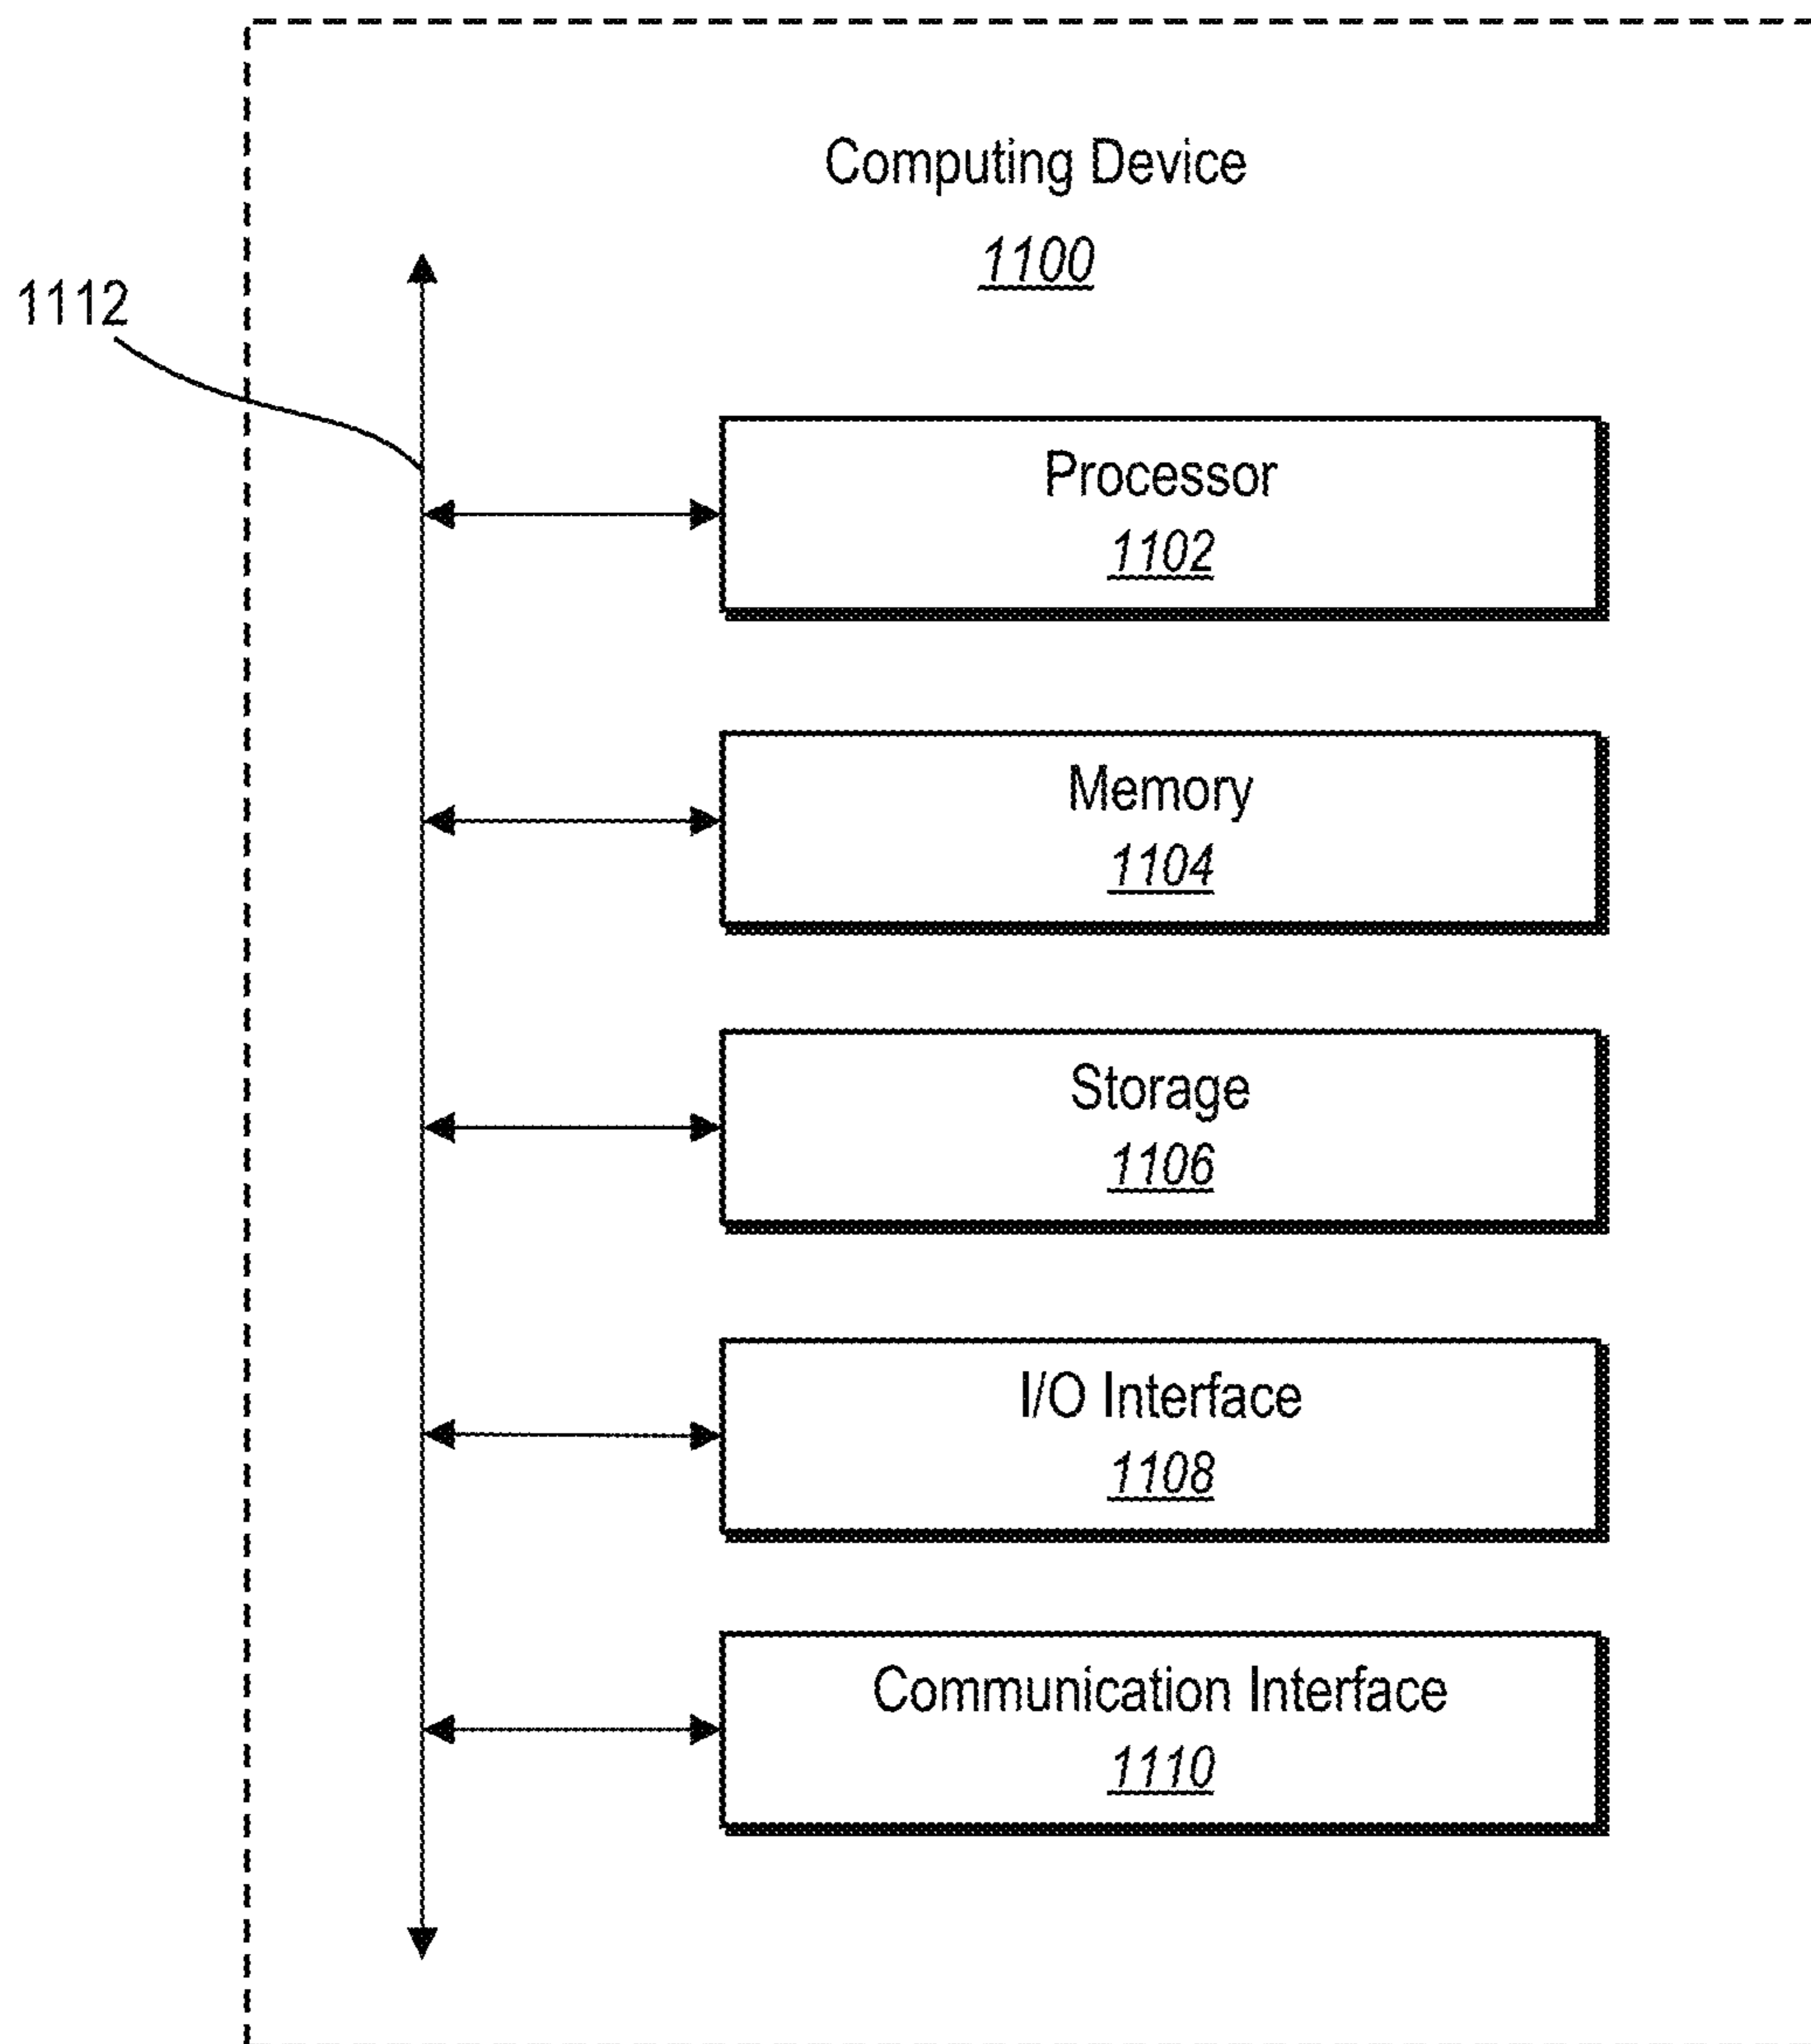 Computing Device
1100
1112
Processor
1102
Memory
1104
Storage
1106
I/O Interface
1108
Communication Interface
1110